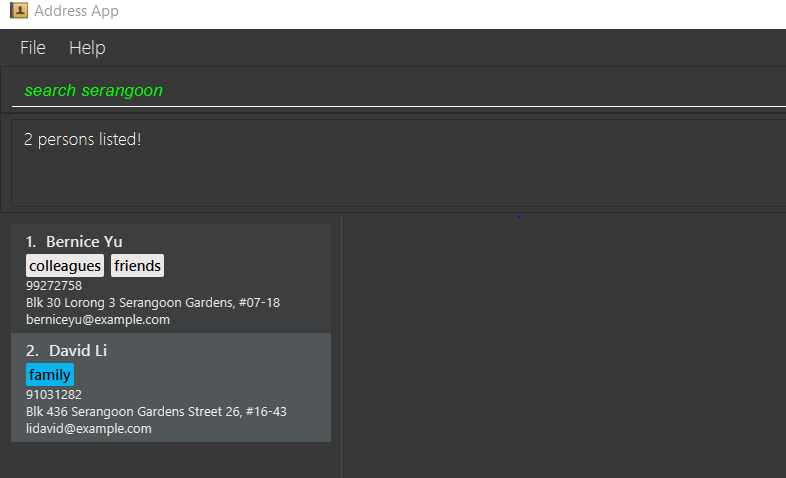 Address App
File Help
search serangoon
2 persons listed!
1. Bernice Yu
colleagues friends
99272758
Blk 30 Lorong 3 Serangoon Gardens, #07-18
berniceyu@example.com
2. David Li
family
91031282
Blk 436 Serangoon Gardens Street 26, #16-43
lidavid@example.com